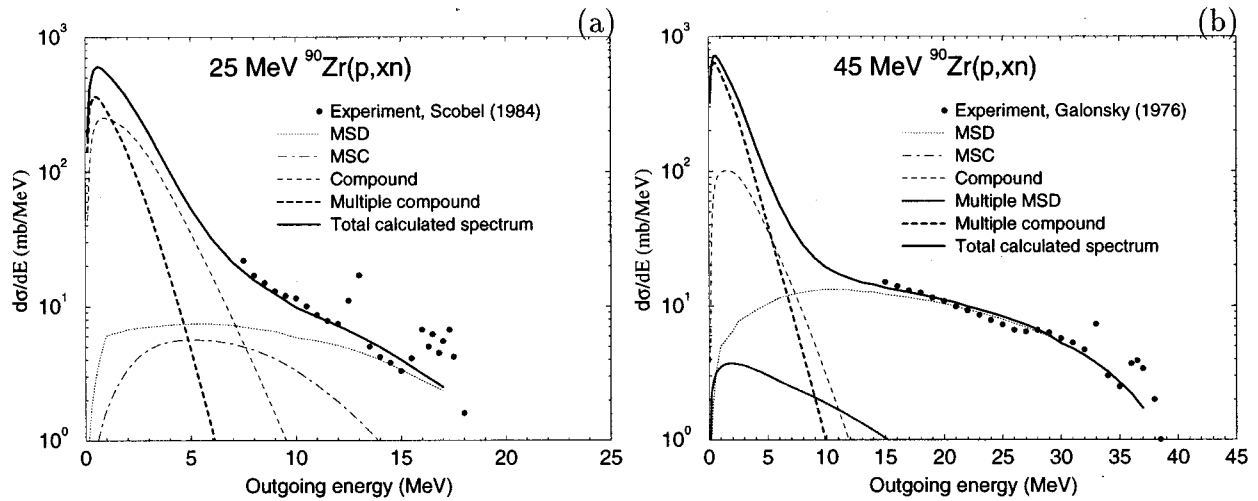 (a)
10³
10²
10¹
10⁰
dσ/dE (mb/MeV)
25 MeV ⁹⁰Zr(p,xn)
Experiment, Scobel (1984)
MSD
MSC
Compound
Multiple compound
Total calculated spectrum
0 5 10 15 20 25
Outgoing energy (MeV)
(b)
10³
10²
10¹
10⁰
dσ/dE (mb/MeV)
45 MeV ⁹⁰Zr(p,xn)
Experiment, Galonsky (1976)
MSD
MSC
Compound
Multiple MSD
Multiple compound
Total calculated spectrum
0 5 10 15 20 25 30 35 40 45
Outgoing energy (MeV)